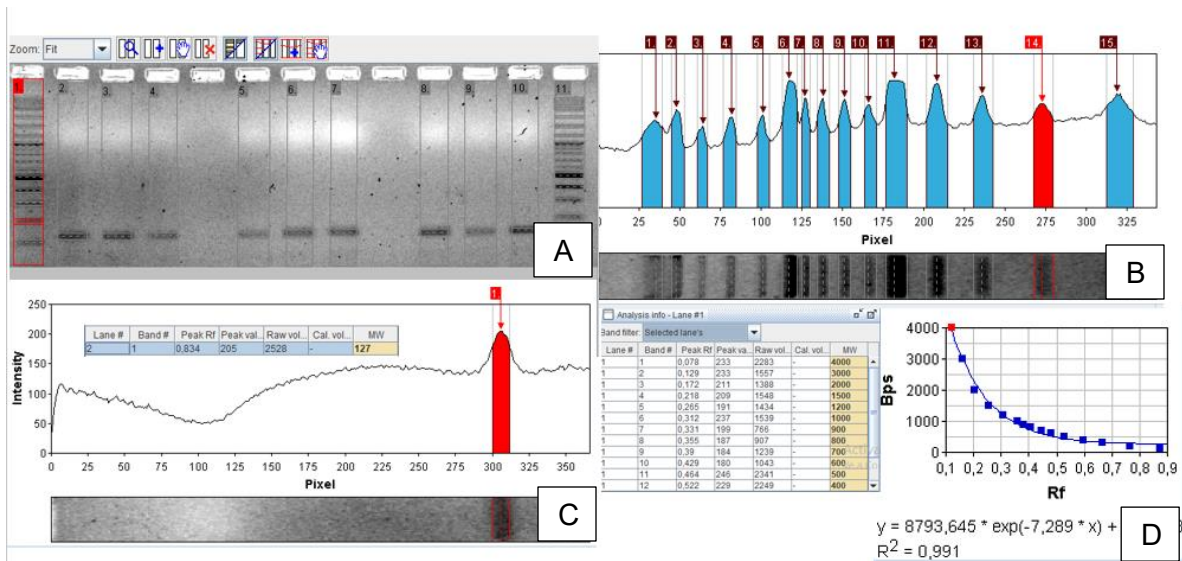 Zoom: Fit
1. 2. 3. 4. 5. 6. 7. 8. 9. 10. 11.
A
1. 2. 3. 4. 5. 6. 7. 8. 9. 10. 11. 12. 13. 14. 15.
0 25 50 75 100 125 150 175 200 225 250 275 300 325
Pixel
B
250
200
150
100
50
0
Intensity
1.
Lane # Band # Peak Rf Peak val... Raw vol... Cal. vol... MW
2 1 0,834 205 2528 - 127
0 25 50 75 100 125 150 175 200 225 250 275 300 325 350
Pixel
C
Analysis info - Lane #1
Band filter: Selected lane's
Lane # Band # Peak Rf Peak va... Raw vol... Cal. vol... MW
1 1 0,078 233 2283 - 4000
1 2 0,129 233 1557 - 3000
1 3 0,172 211 1388 - 2000
1 4 0,218 209 1548 - 1500
1 5 0,265 191 1434 - 1200
1 6 0,312 237 1539 - 1000
1 7 0,331 199 766 - 900
1 8 0,355 187 907 - 800
1 9 0,39 184 1239 - 700
1 10 0,429 180 1043 - 600
1 11 0,464 246 2341 - 500
1 12 0,522 229 2249 - 400
4000
3000
2000
1000
0
Bps
0,1 0,2 0,3 0,4 0,5 0,6 0,7 0,8 0,9
Rf
y = 8793,645 * exp(-7,289 * x) +
R² = 0,991
D